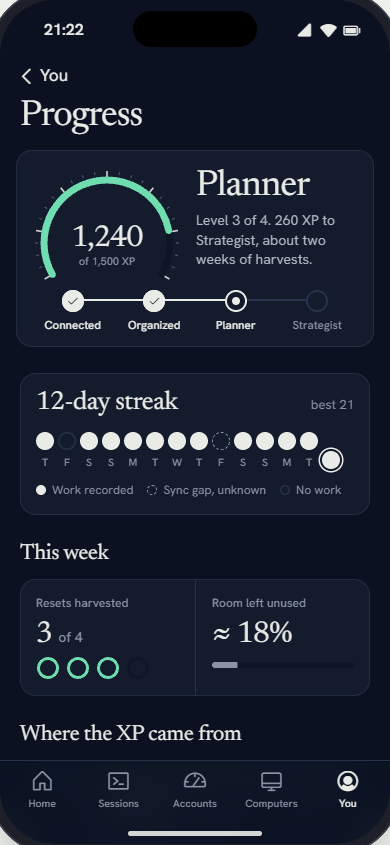 21:22
You
Progress
Planner
1,240
of 1,500 XP
Level 3 of 4. 260 XP to
Strategist, about two
weeks of harvests.
Connected Organized Planner Strategist
12-day streak best 21
T F S S M T W T F S S M T
Work recorded Sync gap, unknown No work
This week
Resets harvested
3 of 4
Room left unused
≈ 18%
Where the XP came from
Home Sessions Accounts Computers You